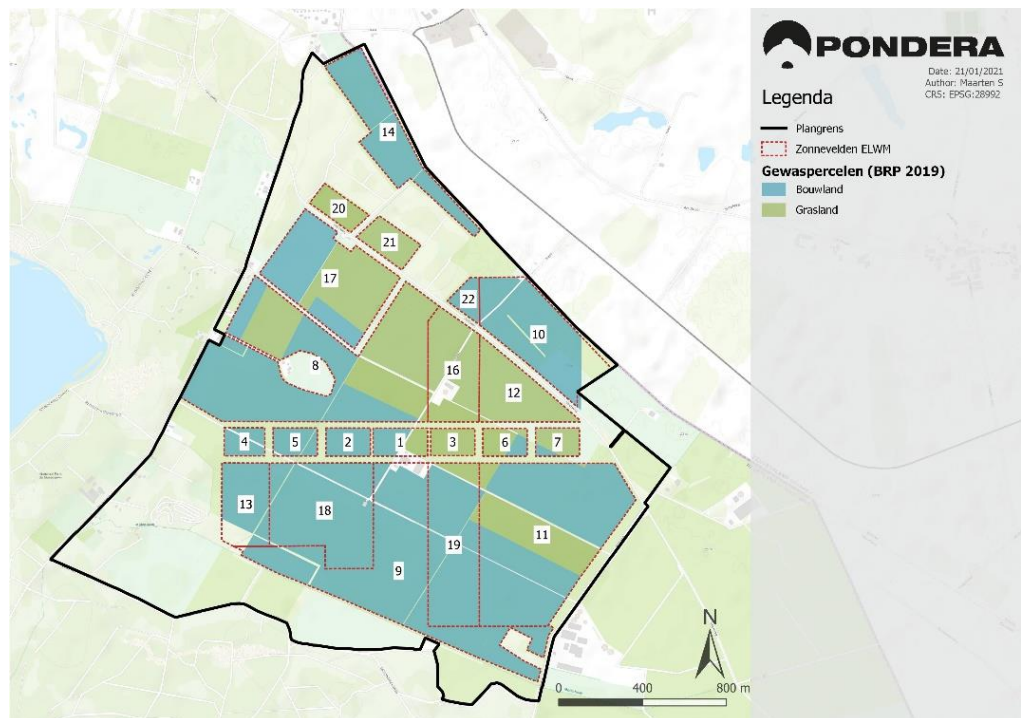 PONDERA
Date: 21/01/2021
Author: Maarten S
CRS: EPSG:28992
Legenda
Plangrens
Zonnevelden ELWM
Gewaspercelen (BRP 2019)
Bouwland
Grasland
14
20
21
17
22
10
8
16
12
4
5
2
1
3
6
7
13
18
11
19
9
N
0
400
800 m